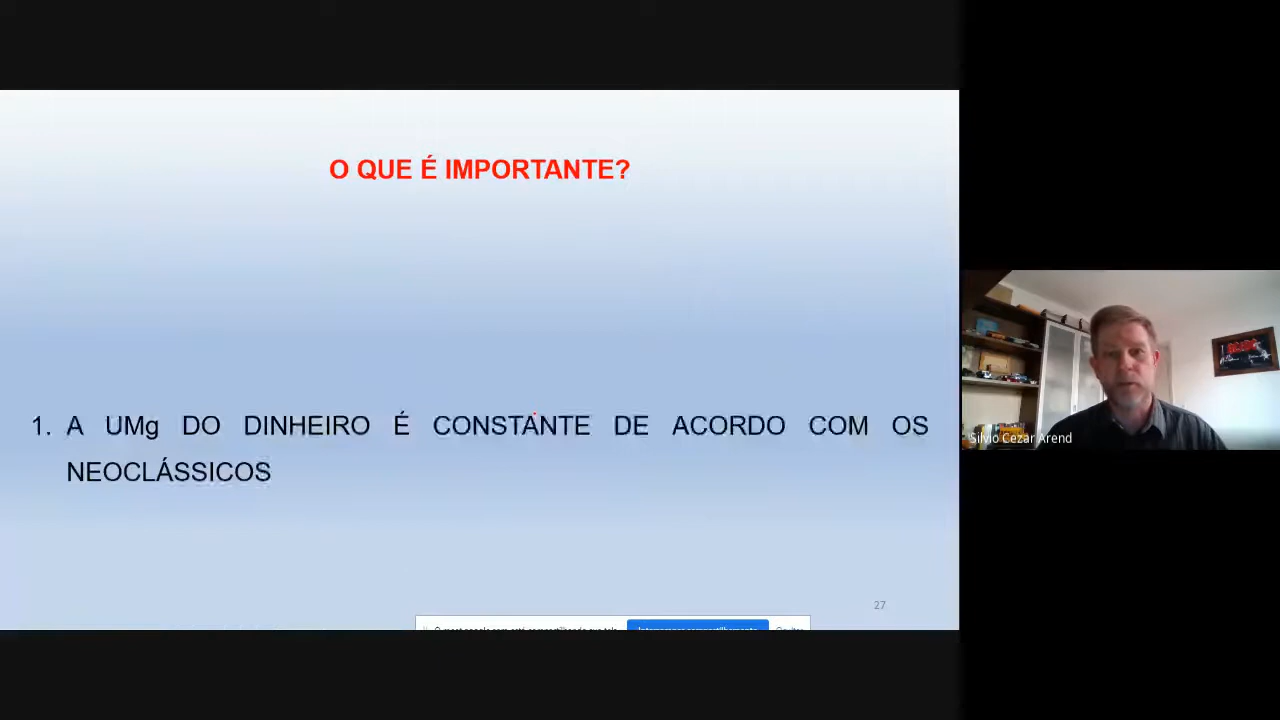 O QUE É IMPORTANTE?
1. A UMg DO DINHEIRO É CONSTANTE DE ACORDO COM OS
NEOCLÁSSICOS
Silvio Cezar Arend
27